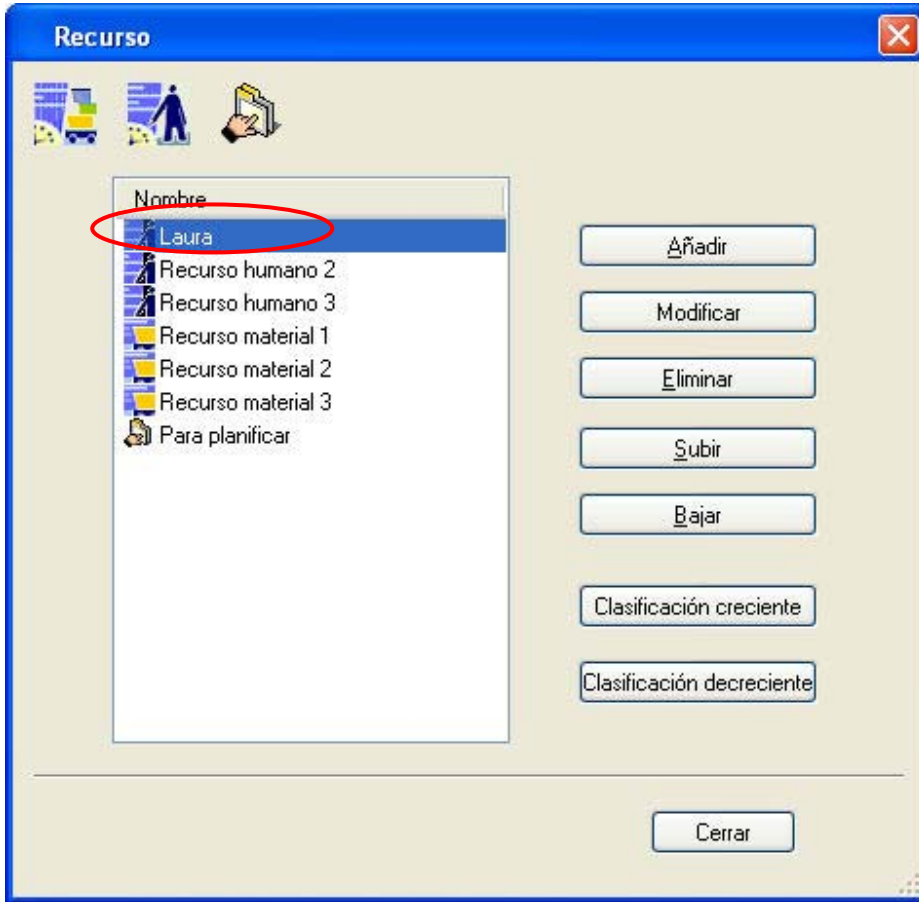 Recurso
Nombre
Laura
Recurso humano 2
Recurso humano 3
Recurso material 1
Recurso material 2
Recurso material 3
Para planificar
Añadir
Modificar
Eliminar
Subir
Bajar
Clasificación creciente
Clasificación decreciente
Cerrar